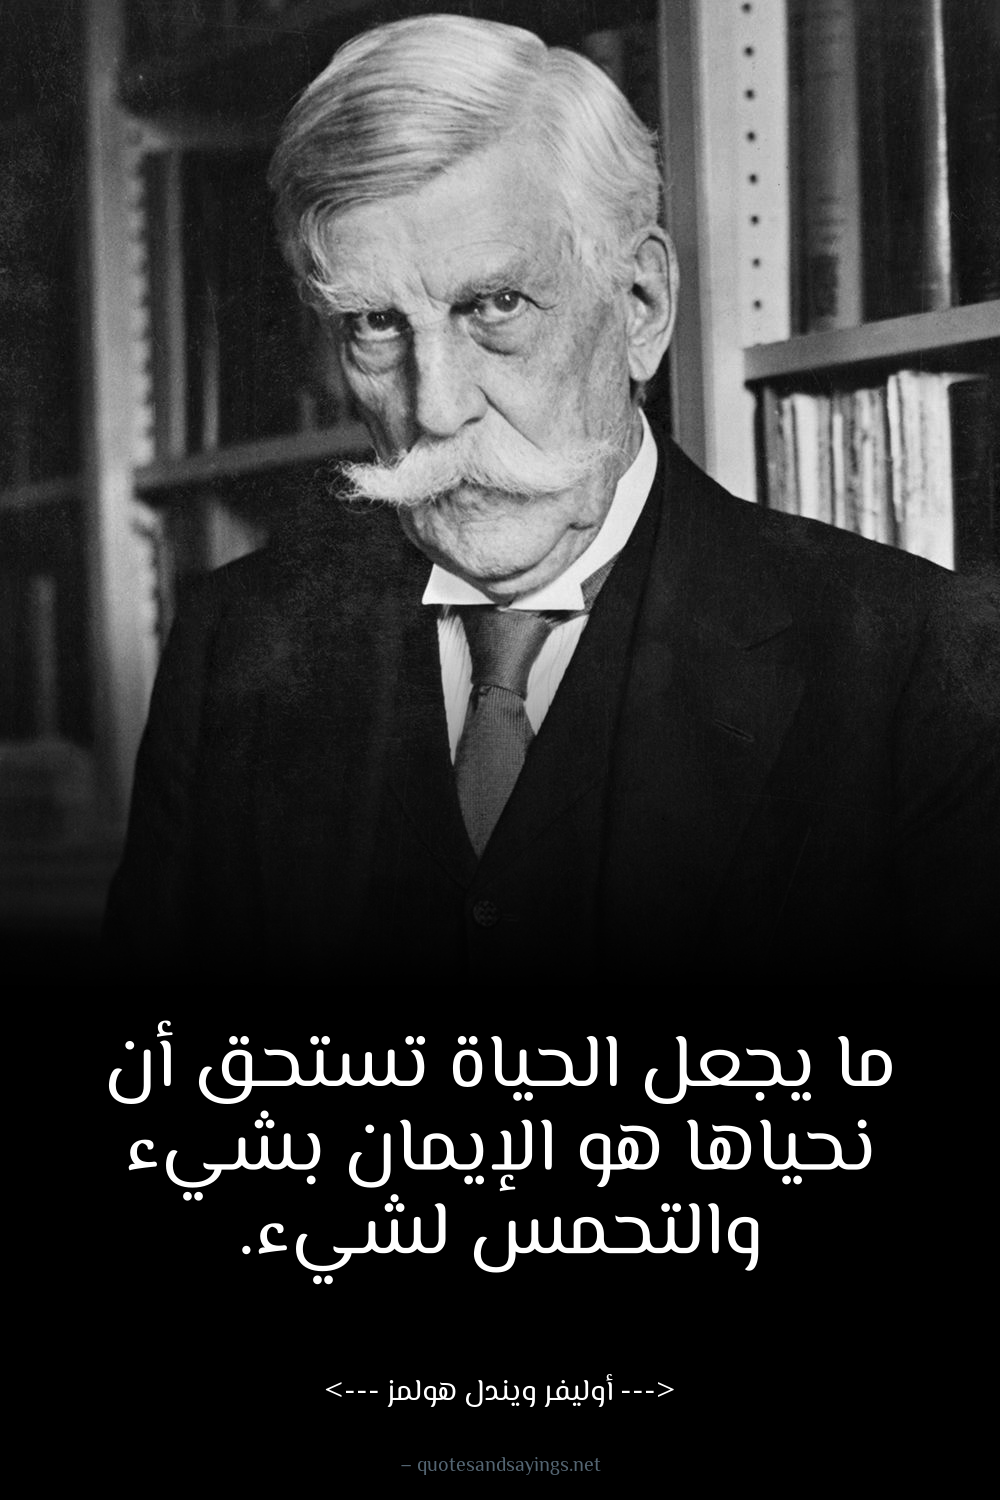 ما يجعل الحياة تستحق أن
نحياها هو الإيمان بشيء
والتحمس لشيء.
<--- أوليفر ويندل هولمز --->
– quotesandsayings.net